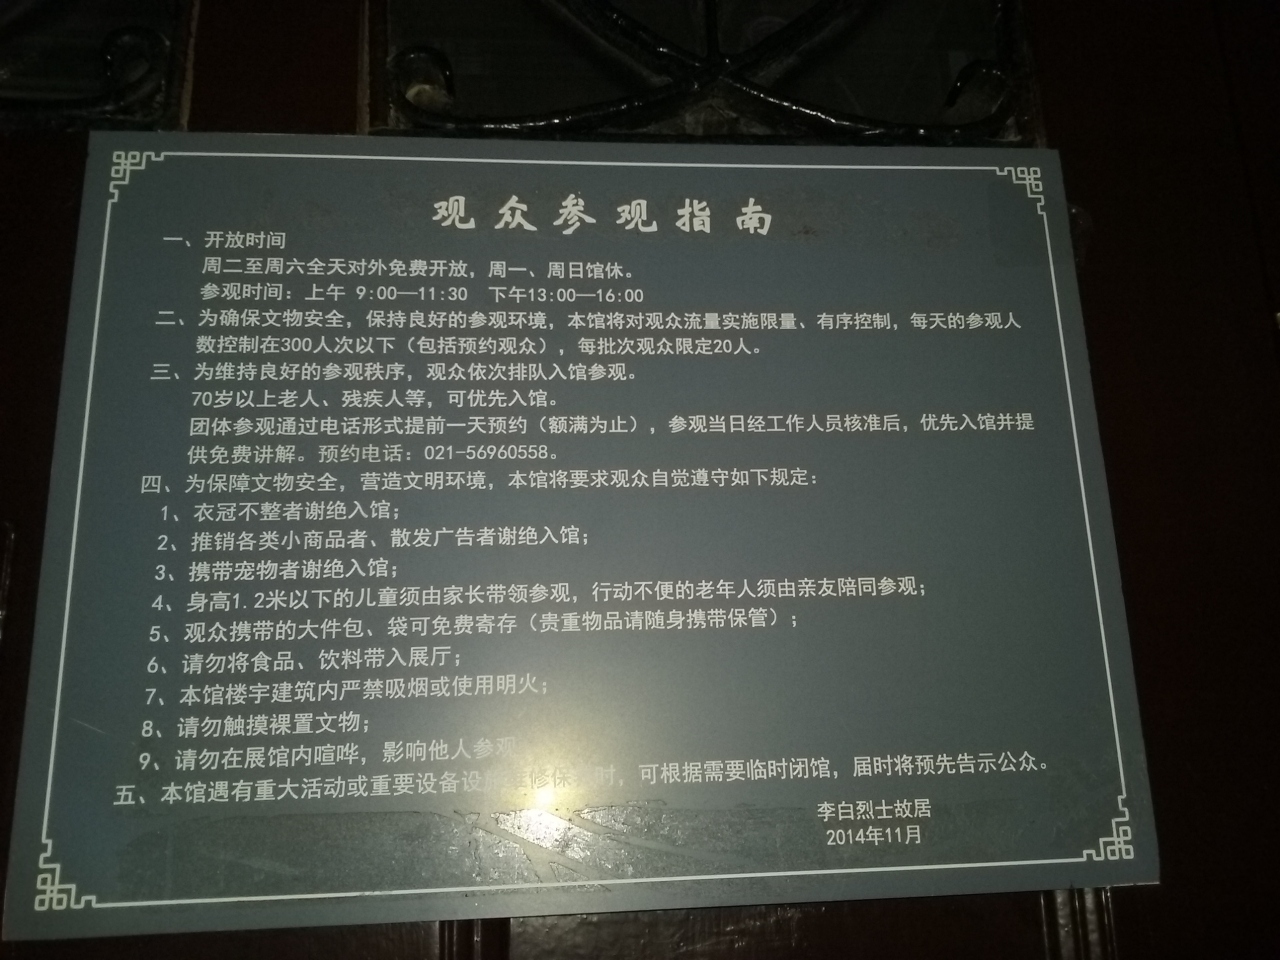 观众参观指南
一、开放时间
周二至周六全天对外免费开放，周一、周日馆休。
参观时间：上午 9:00—11:30 下午13:00—16:00
二、为确保文物安全，保持良好的参观环境，本馆将对观众流量实施限量、有序控制，每天的参观人
数控制在300人次以下（包括预约观众），每批次观众限定20人。
三、为维持良好的参观秩序，观众依次排队入馆参观。
70岁以上老人、残疾人等，可优先入馆。
团体参观通过电话形式提前一天预约（额满为止），参观当日经工作人员核准后，优先入馆并提
供免费讲解。预约电话：021-56960558。
四、为保障文物安全，营造文明环境，本馆将要求观众自觉遵守如下规定：
1、衣冠不整者谢绝入馆；
2、推销各类小商品者、散发广告者谢绝入馆；
3、携带宠物者谢绝入馆；
4、身高1.2米以下的儿童须由家长带领参观，行动不便的老年人须由亲友陪同参观；
5、观众携带的大件包、袋可免费寄存（贵重物品请随身携带保管）；
6、请勿将食品、饮料带入展厅；
7、本馆楼宇建筑内严禁吸烟或使用明火；
8、请勿触摸裸置文物；
9、请勿在展馆内喧哗，影响他人参观
五、本馆遇有重大活动或重要设备设施维修保 时，可根据需要临时闭馆，届时将预先告示公众。
李白烈士故居
2014年11月